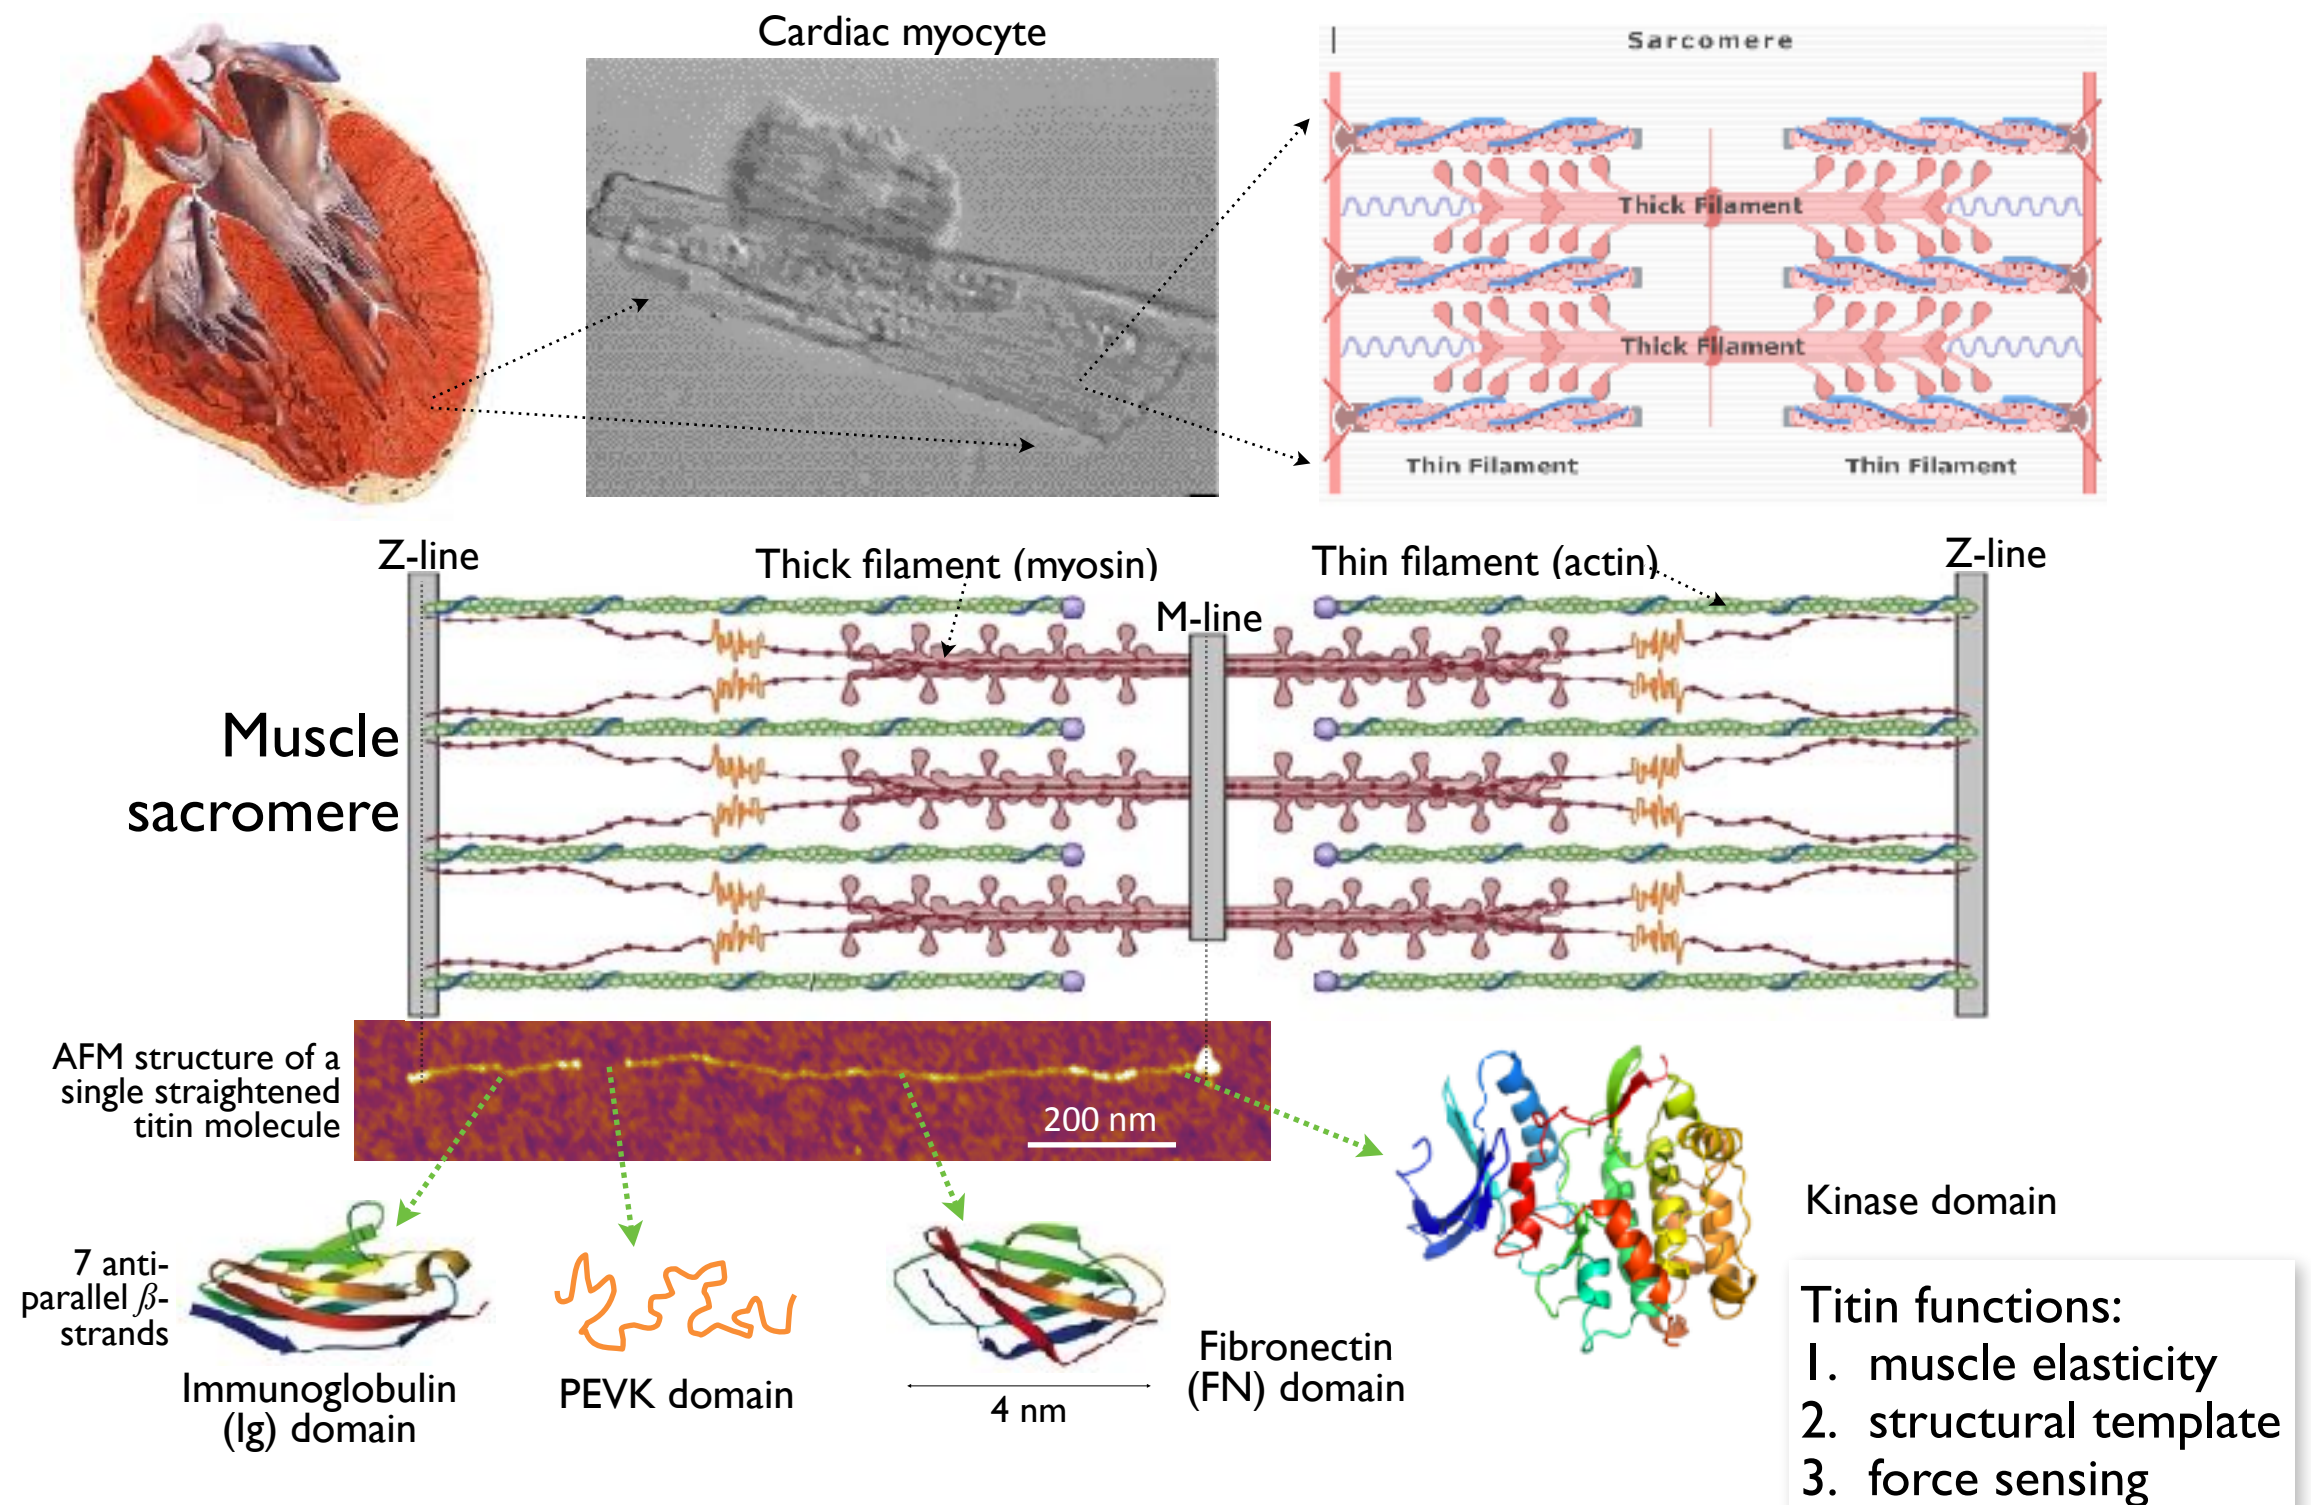 Cardiac myocyte
Sarcomere
Thick Filament
Thick Filament
Thin Filament
Thin Filament
Z-line
Thick filament (myosin)
Thin filament (actin)
Z-line
M-line
Muscle
sacromere
AFM structure of a
single straightened
titin molecule
200 nm
Kinase domain
7 anti-
parallel ß-
strands
Immunoglobulin
(Ig) domain
PEVK domain
4 nm
Fibronectin
(FN) domain
Titin functions:
1. muscle elasticity
2. structural template
3. force sensing